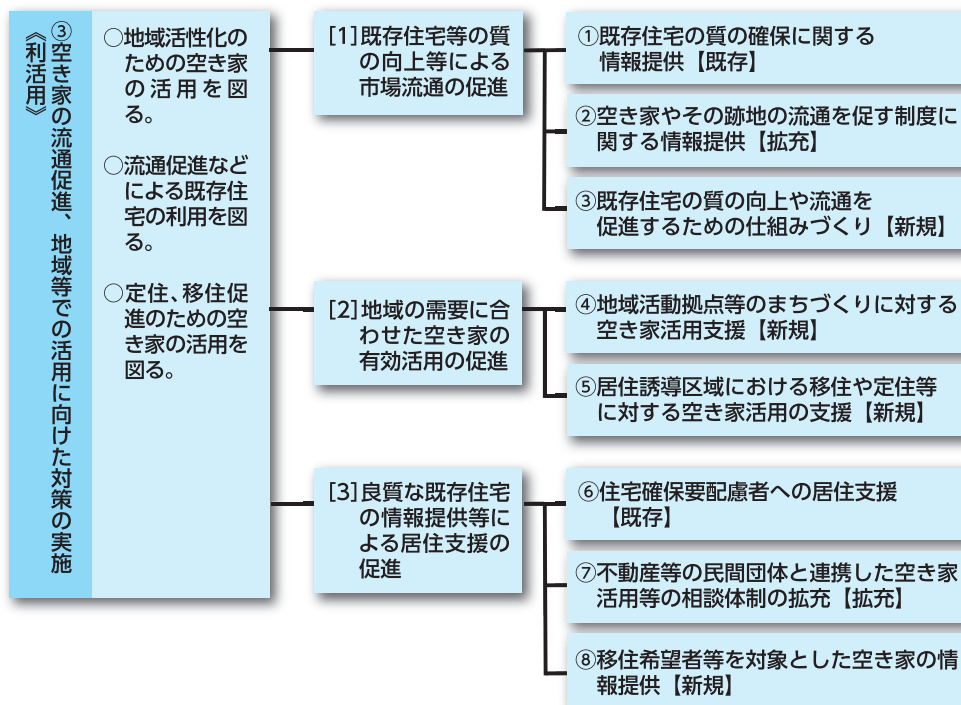 ③空き家の流通促進、地域等での活用に向けた対策の実施
《利活用》
○地域活性化の
ための空き家
の活用を図
る。
○流通促進など
による既存住
宅の利用を図
る。
○定住、移住促
進のための空
き家の活用を
図る。
[1]既存住宅等の質
の向上等による
市場流通の促進
①既存住宅の質の確保に関する
情報提供【既存】
②空き家やその跡地の流通を促す制度に
関する情報提供【拡充】
③既存住宅の質の向上や流通を
促進するための仕組みづくり【新規】
[2]地域の需要に合
わせた空き家の
有効活用の促進
④地域活動拠点等のまちづくりに対する
空き家活用支援【新規】
⑤居住誘導区域における移住や定住等
に対する空き家活用の支援【新規】
[3]良質な既存住宅
の情報提供等に
よる居住支援の
促進
⑥住宅確保要配慮者への居住支援
【既存】
⑦不動産等の民間団体と連携した空き家
活用等の相談体制の拡充【拡充】
⑧移住希望者等を対象とした空き家の情
報提供【新規】